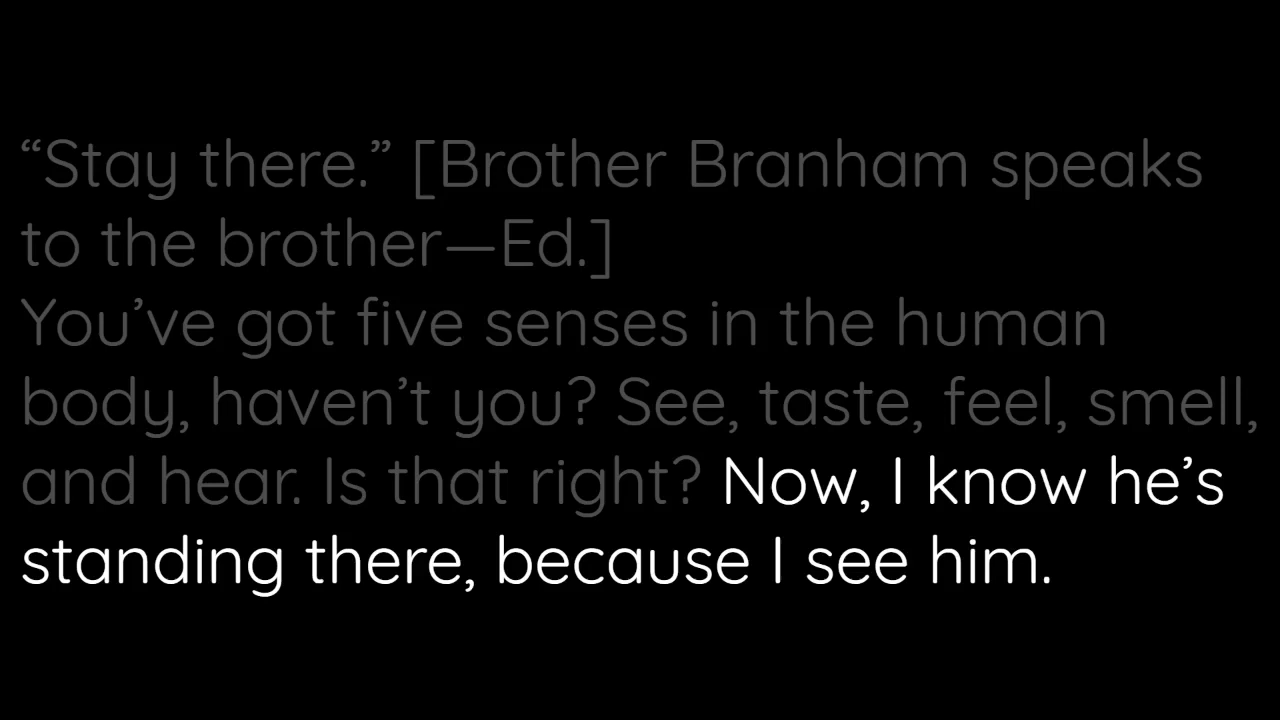 “Stay there.” [Brother Branham speaks
to the brother—Ed.]
You’ve got five senses in the human
body, haven’t you? See, taste, feel, smell,
and hear. Is that right? Now, I know he’s
standing there, because I see him.